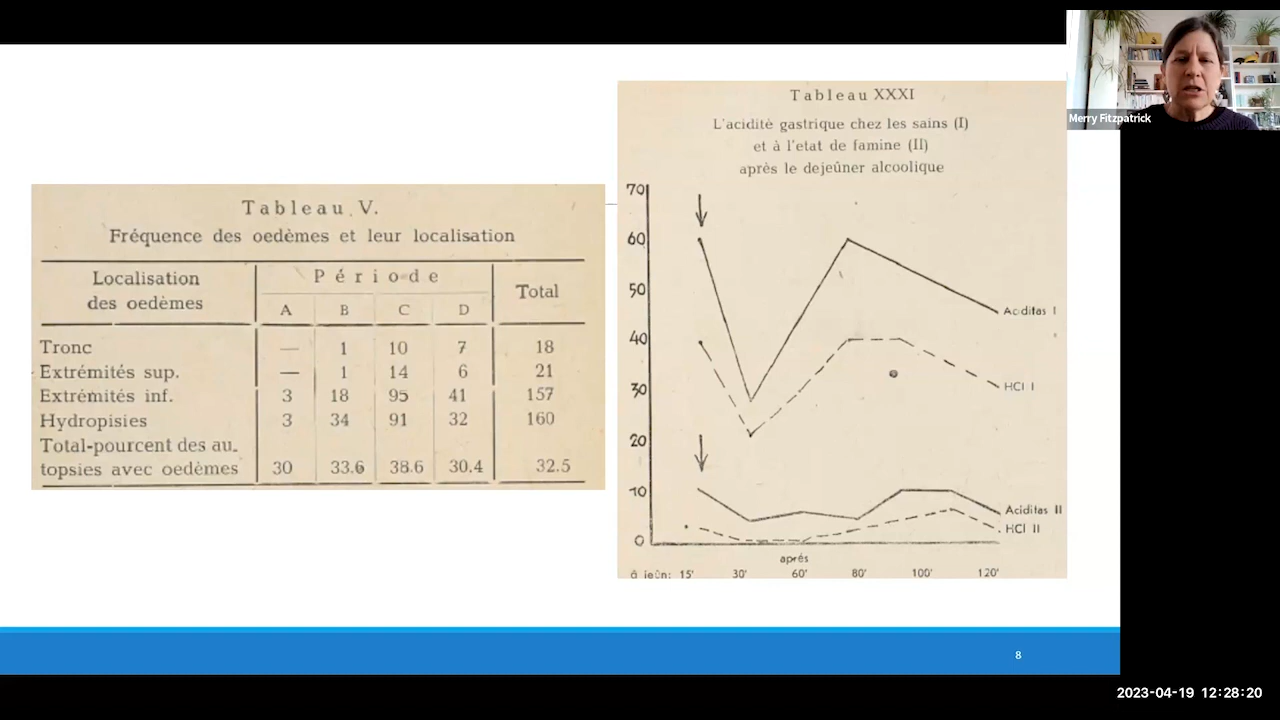 Merry Fitzpatrick
Tableau V.
Fréquence des oedèmes et leur localisation
Localisation des oedèmes Période Total
A B C D
Tronc — 1 10 7 18
Extrémités sup. — 1 14 6 21
Extrémités inf. 3 18 95 41 157
Hydropisies 3 34 91 32 160
Total-pourcent des au-
topsies avec oedèmes 30 33.6 38.6 30.4 32.5
Tableau XXXI
L'acidité gastrique chez les sains (I)
et à l'etat de famine (II)
après le dejeûner alcoolique
70
60
50
40
30
20
10
0
Aciditas I
HCl I
Aciditas II
HCl II
aprés
â jeûn: 15' 30' 60' 80' 100' 120'
8
2023-04-19 12:28:20